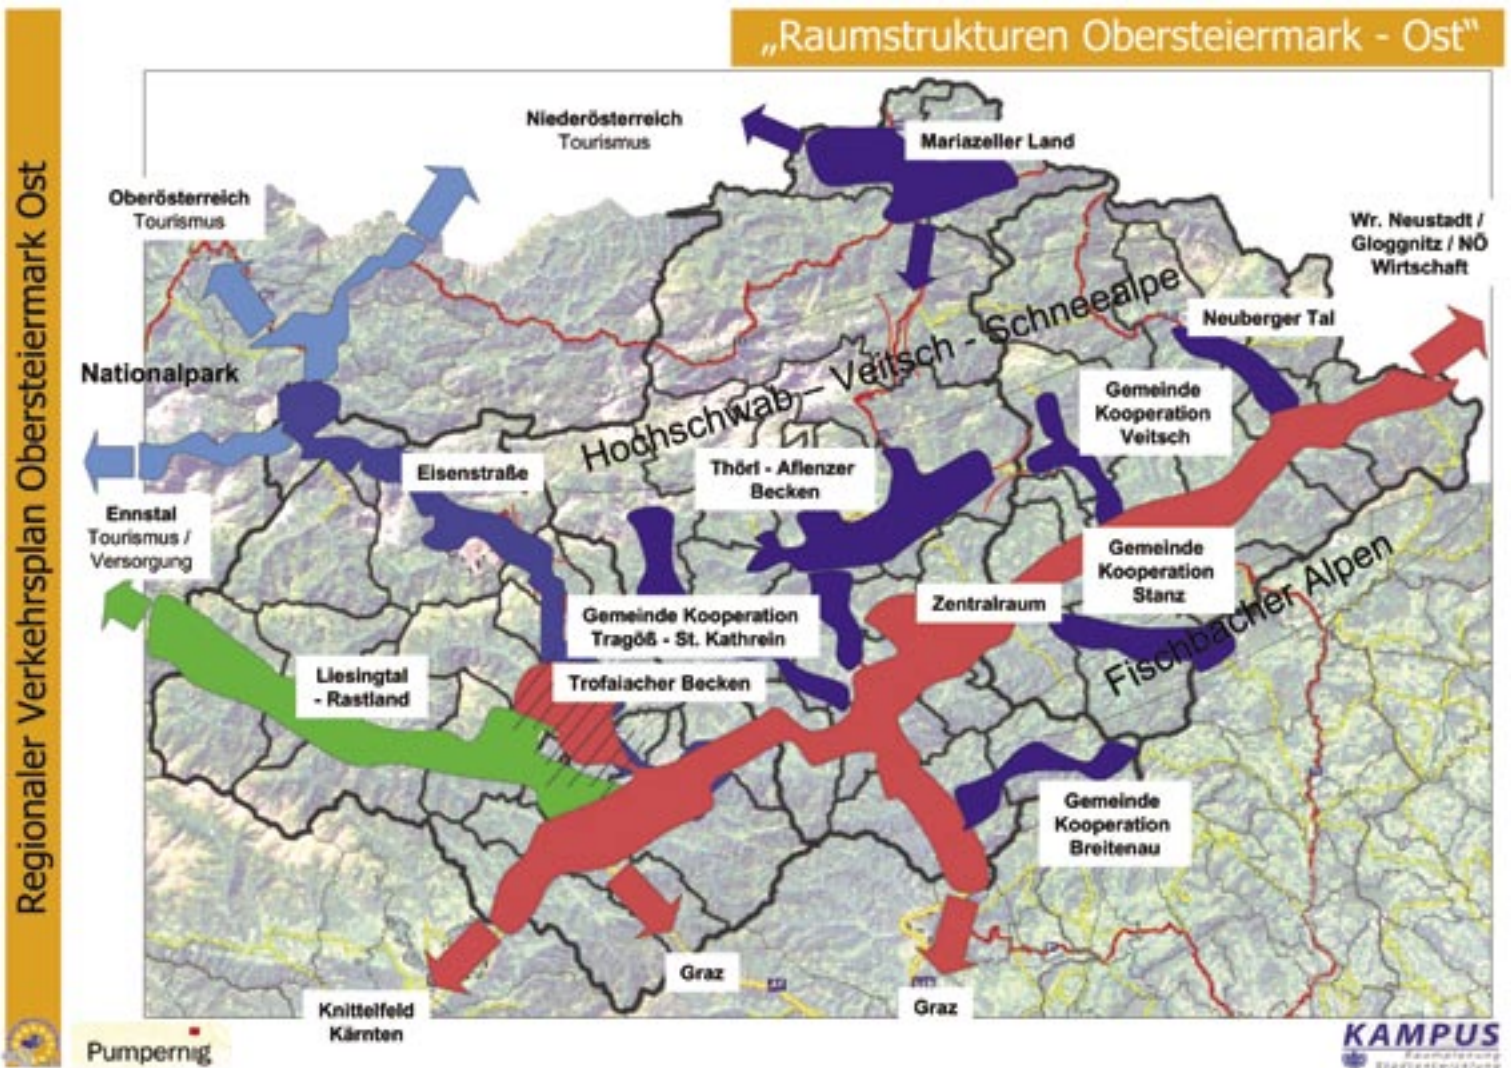 „Raumstrukturen Obersteiermark - Ost“
Regionaler Verkehrsplan Obersteiermark Ost
Niederösterreich
Tourismus
Mariazeller Land
Oberösterreich
Tourismus
Wr. Neustadt /
Gloggnitz / NÖ
Wirtschaft
Hochschwab – Veitsch - Schneealpe
Neuberger Tal
Nationalpark
Gemeinde
Kooperation
Veitsch
Eisenstraße
Thörl - Aflenzer
Becken
Ennstal
Tourismus /
Versorgung
Gemeinde
Kooperation
Stanz
Fischbacher Alpen
Zentralraum
Gemeinde Kooperation
Tragöß - St. Kathrein
Liesingtal
- Rastland
Trofaiacher Becken
Gemeinde
Kooperation
Breitenau
Graz
Graz
Knittelfeld
Kärnten
Pumpernig
KAMPUS
Raumplanung
Stadtentwicklung